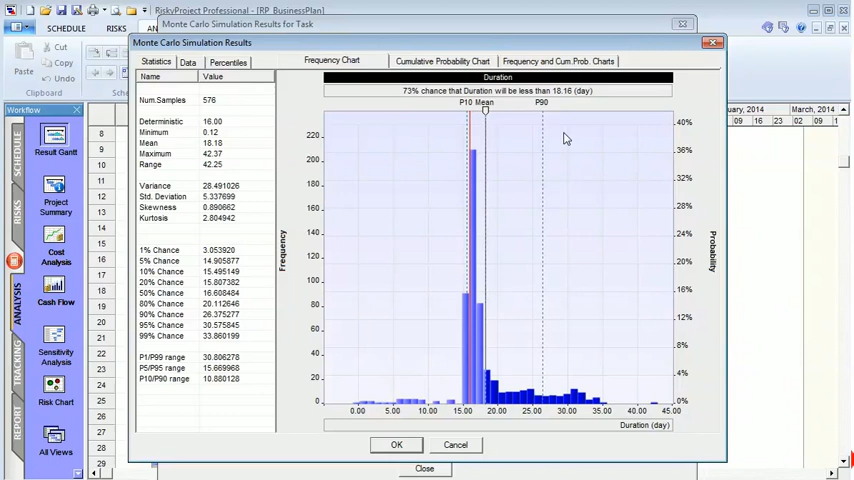 RiskyProject Professional - [IRP_BusinessPlan]
Monte Carlo Simulation Results for Task
SCHEDULE
RISKS
Paste
Cut
Copy
Undo
Clipboard
Workflow
SCHEDULE
RISKS
ANALYSIS
TRACKING
REPORT
Result Gantt
Project
Summary
Cost
Analysis
Cash Flow
Sensitivity
Analysis
Risk Chart
All Views
8
9
10
11
12
13
14
15
16
17
18
19
20
21
22
23
24
25
26
27
28
29
Monte Carlo Simulation Results
Statistics
Data
Percentiles
Name Value
Num.Samples 576
Deterministic 16.00
Minimum 0.12
Mean 18.18
Maximum 42.37
Range 42.25
Variance 28.491026
Std. Deviation 5.337699
Skewness 0.890662
Kurtosis 2.804942
1% Chance 3.053920
5% Chance 14.905877
10% Chance 15.495149
20% Chance 15.807382
50% Chance 16.608484
80% Chance 20.112646
90% Chance 26.375277
95% Chance 30.575845
99% Chance 33.860199
P1/P99 range 30.806278
P5/P95 range 15.669968
P10/P90 range 10.880128
Frequency Chart
Cumulative Probability Chart
Frequency and Cum.Prob. Charts
Duration
73% chance that Duration will be less than 18.16 (day)
P10 Mean P90
Frequency
220
200
180
160
140
120
100
80
60
40
20
0
40%
36%
32%
28%
24%
20%
16%
12%
8%
4%
0%
Probability
0.00 5.00 10.00 15.00 20.00 25.00 30.00 35.00 40.00 45.00
Duration (day)
OK
Cancel
Close
2014
March, 2014
16 23 02 09